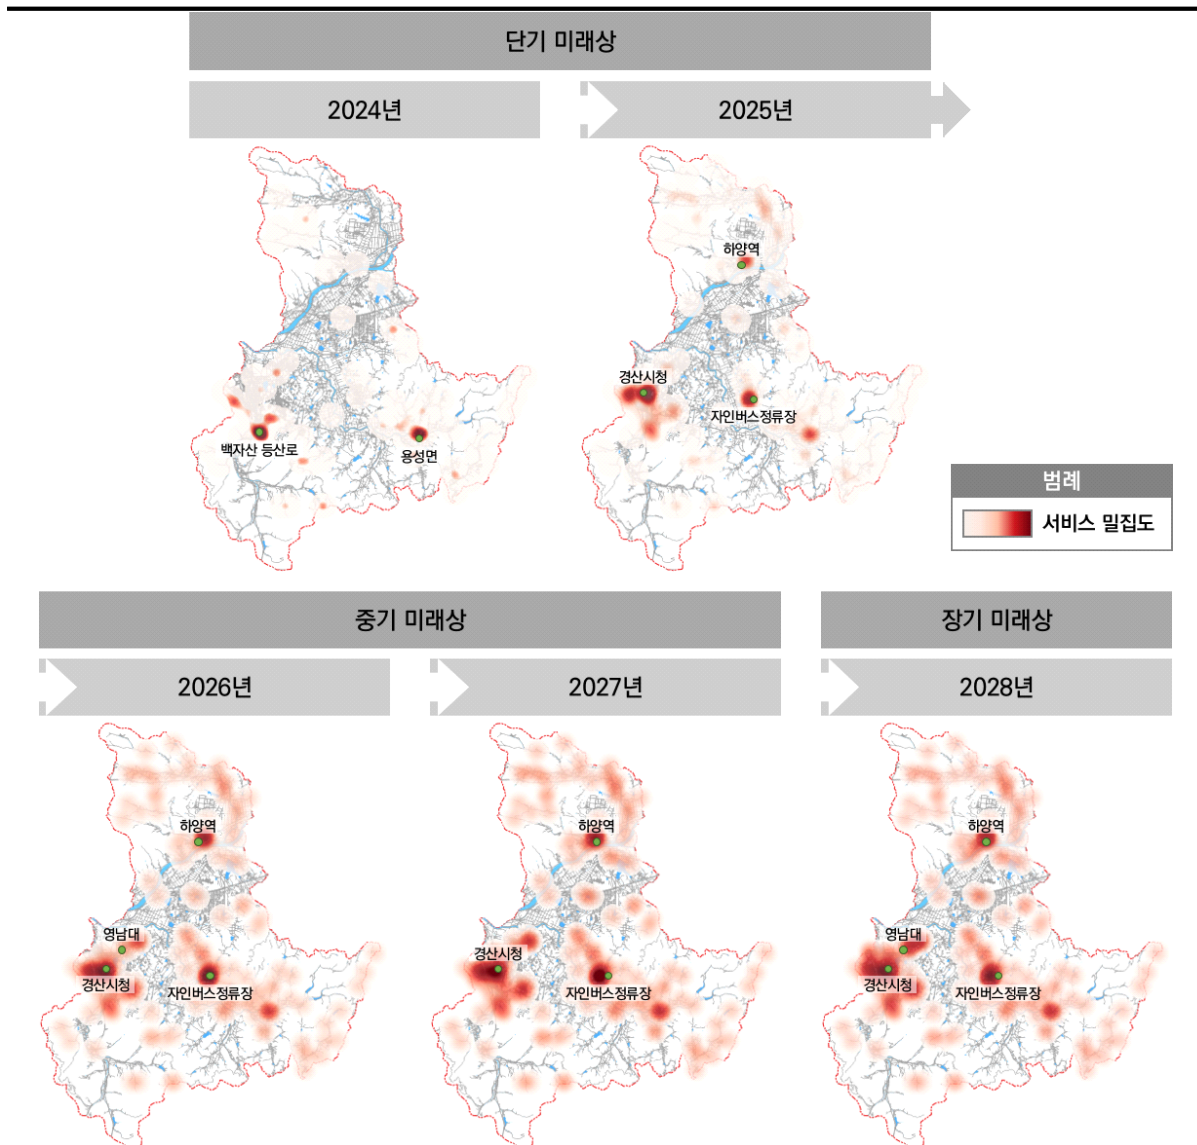 단기 미래상
2024년
2025년
백자산 등산로
용성면
하양역
경산시청
자인버스정류장
범례
서비스 밀집도
중기 미래상
장기 미래상
2026년
2027년
2028년
하양역
영남대
경산시청
자인버스정류장
하양역
경산시청
자인버스정류장
하양역
영남대
경산시청
자인버스정류장